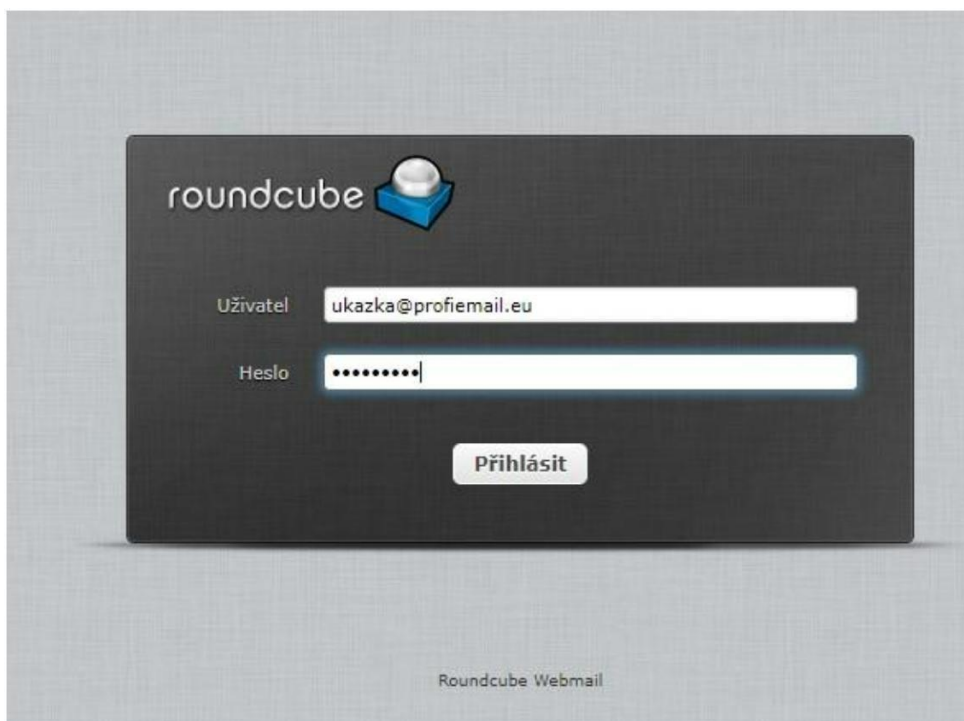 roundcube
Uživatel ukazka@profiemail.eu
Heslo •••••••••
Přihlásit
Roundcube Webmail